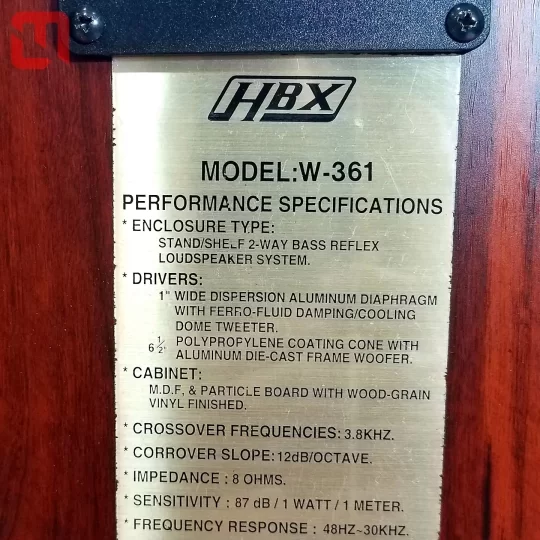 HBX
MODEL:W-361
PERFORMANCE SPECIFICATIONS
* ENCLOSURE TYPE:
STAND/SHELF 2-WAY BASS REFLEX
LOUDSPEAKER SYSTEM.
* DRIVERS:
1" WIDE DISPERSION ALUMINUM DIAPHRAGM
WITH FERRO-FLUID DAMPING/COOLING
DOME TWEETER.
6 1/2" POLYPROPYLENE COATING CONE WITH
ALUMINUM DIE-CAST FRAME WOOFER.
* CABINET:
M.D.F, & PARTICLE BOARD WITH WOOD-GRAIN
VINYL FINISHED.
* CROSSOVER FREQUENCIES: 3.8KHZ.
* CORROVER SLOPE: 12dB/OCTAVE.
* IMPEDANCE : 8 OHMS.
* SENSITIVITY : 87 dB / 1 WATT / 1 METER.
* FREQUENCY RESPONSE : 48HZ~30KHZ.